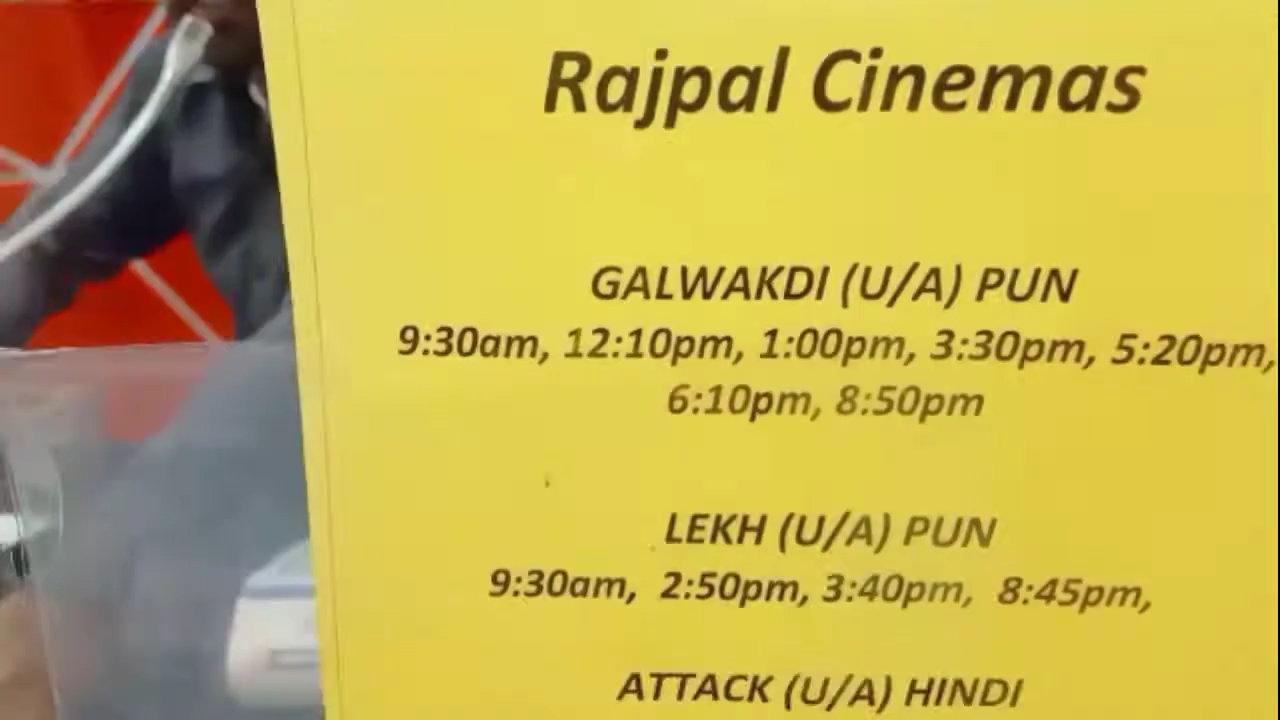 Rajpal Cinemas
GALWAKDI (U/A) PUN
9:30am, 12:10pm, 1:00pm, 3:30pm, 5:20pm,
6:10pm, 8:50pm
LEKH (U/A) PUN
9:30am, 2:50pm, 3:40pm, 8:45pm,
ATTACK (U/A) HINDI